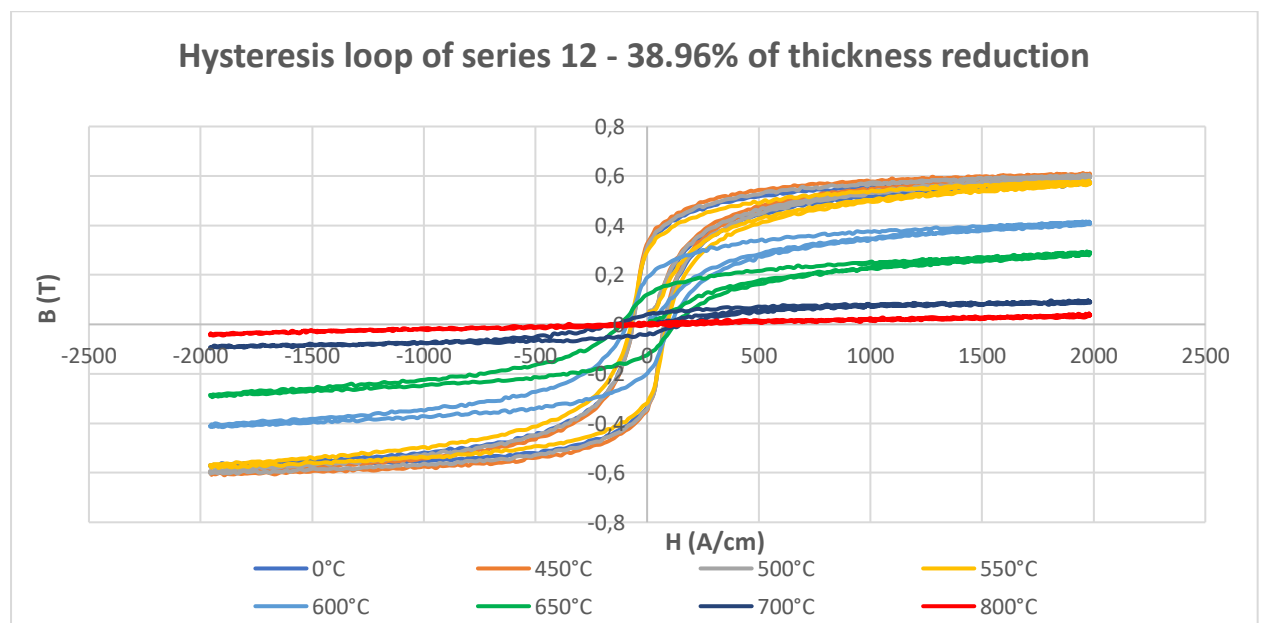 Hysteresis loop of series 12 - 38.96% of thickness reduction
0,8
0,6
0,4
0,2
0
-0,2
-0,4
-0,6
-0,8
-2500 -2000 -1500 -1000 -500 0 500 1000 1500 2000 2500
B (T)
H (A/cm)
0°C 450°C 500°C 550°C
600°C 650°C 700°C 800°C